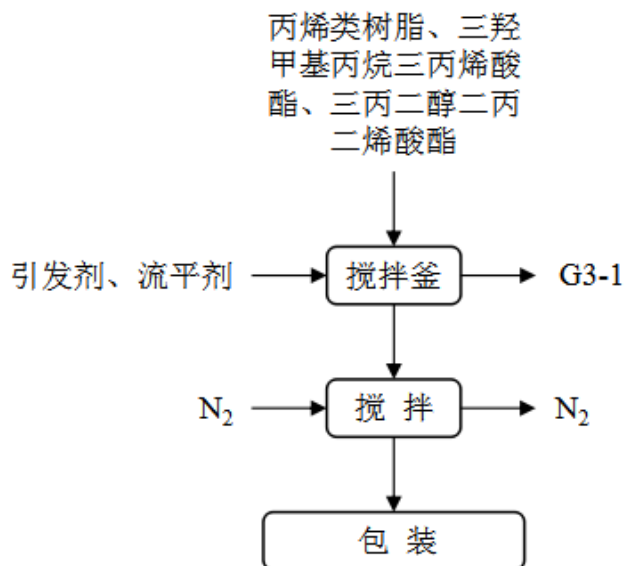 丙烯类树脂、三羟
甲基丙烷三丙烯酸
酯、三丙二醇二丙
二烯酸酯
引发剂、流平剂
搅拌釜
G3-1
N₂
搅 拌
N₂
包 装